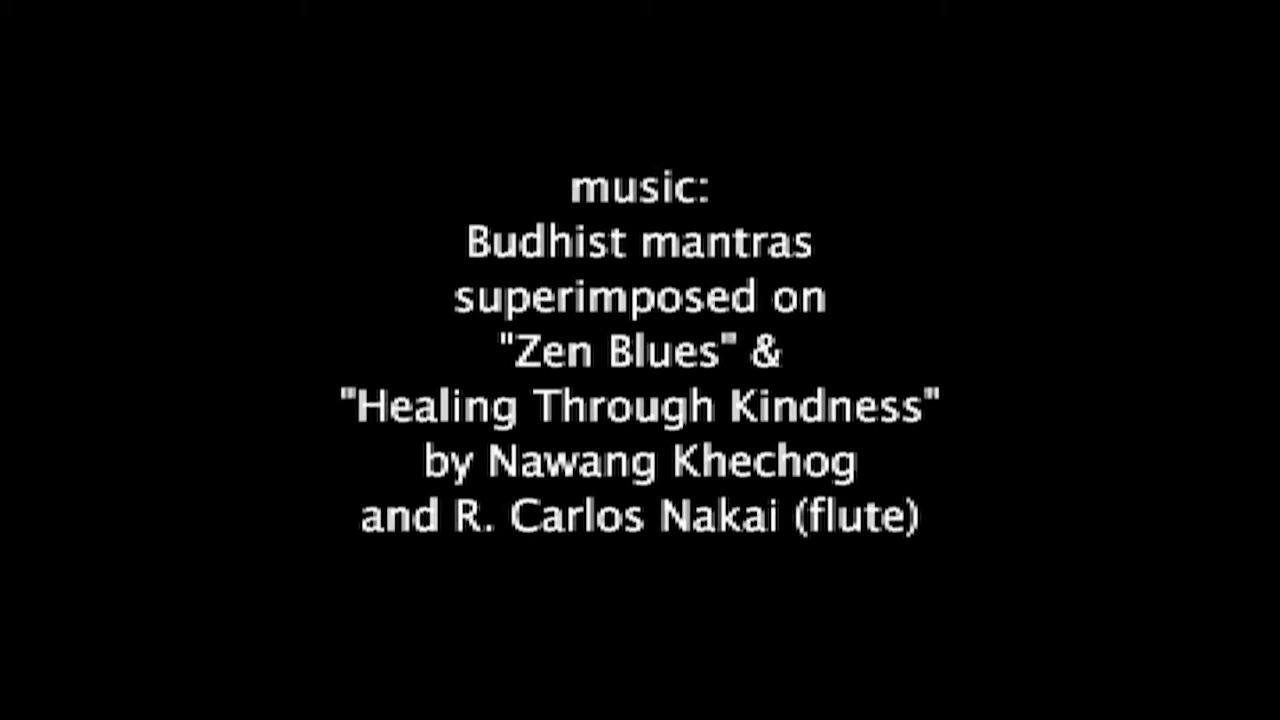 music:
Budhist mantras
superimposed on
"Zen Blues" &
"Healing Through Kindness"
by Nawang Khechog
and R. Carlos Nakai (flute)